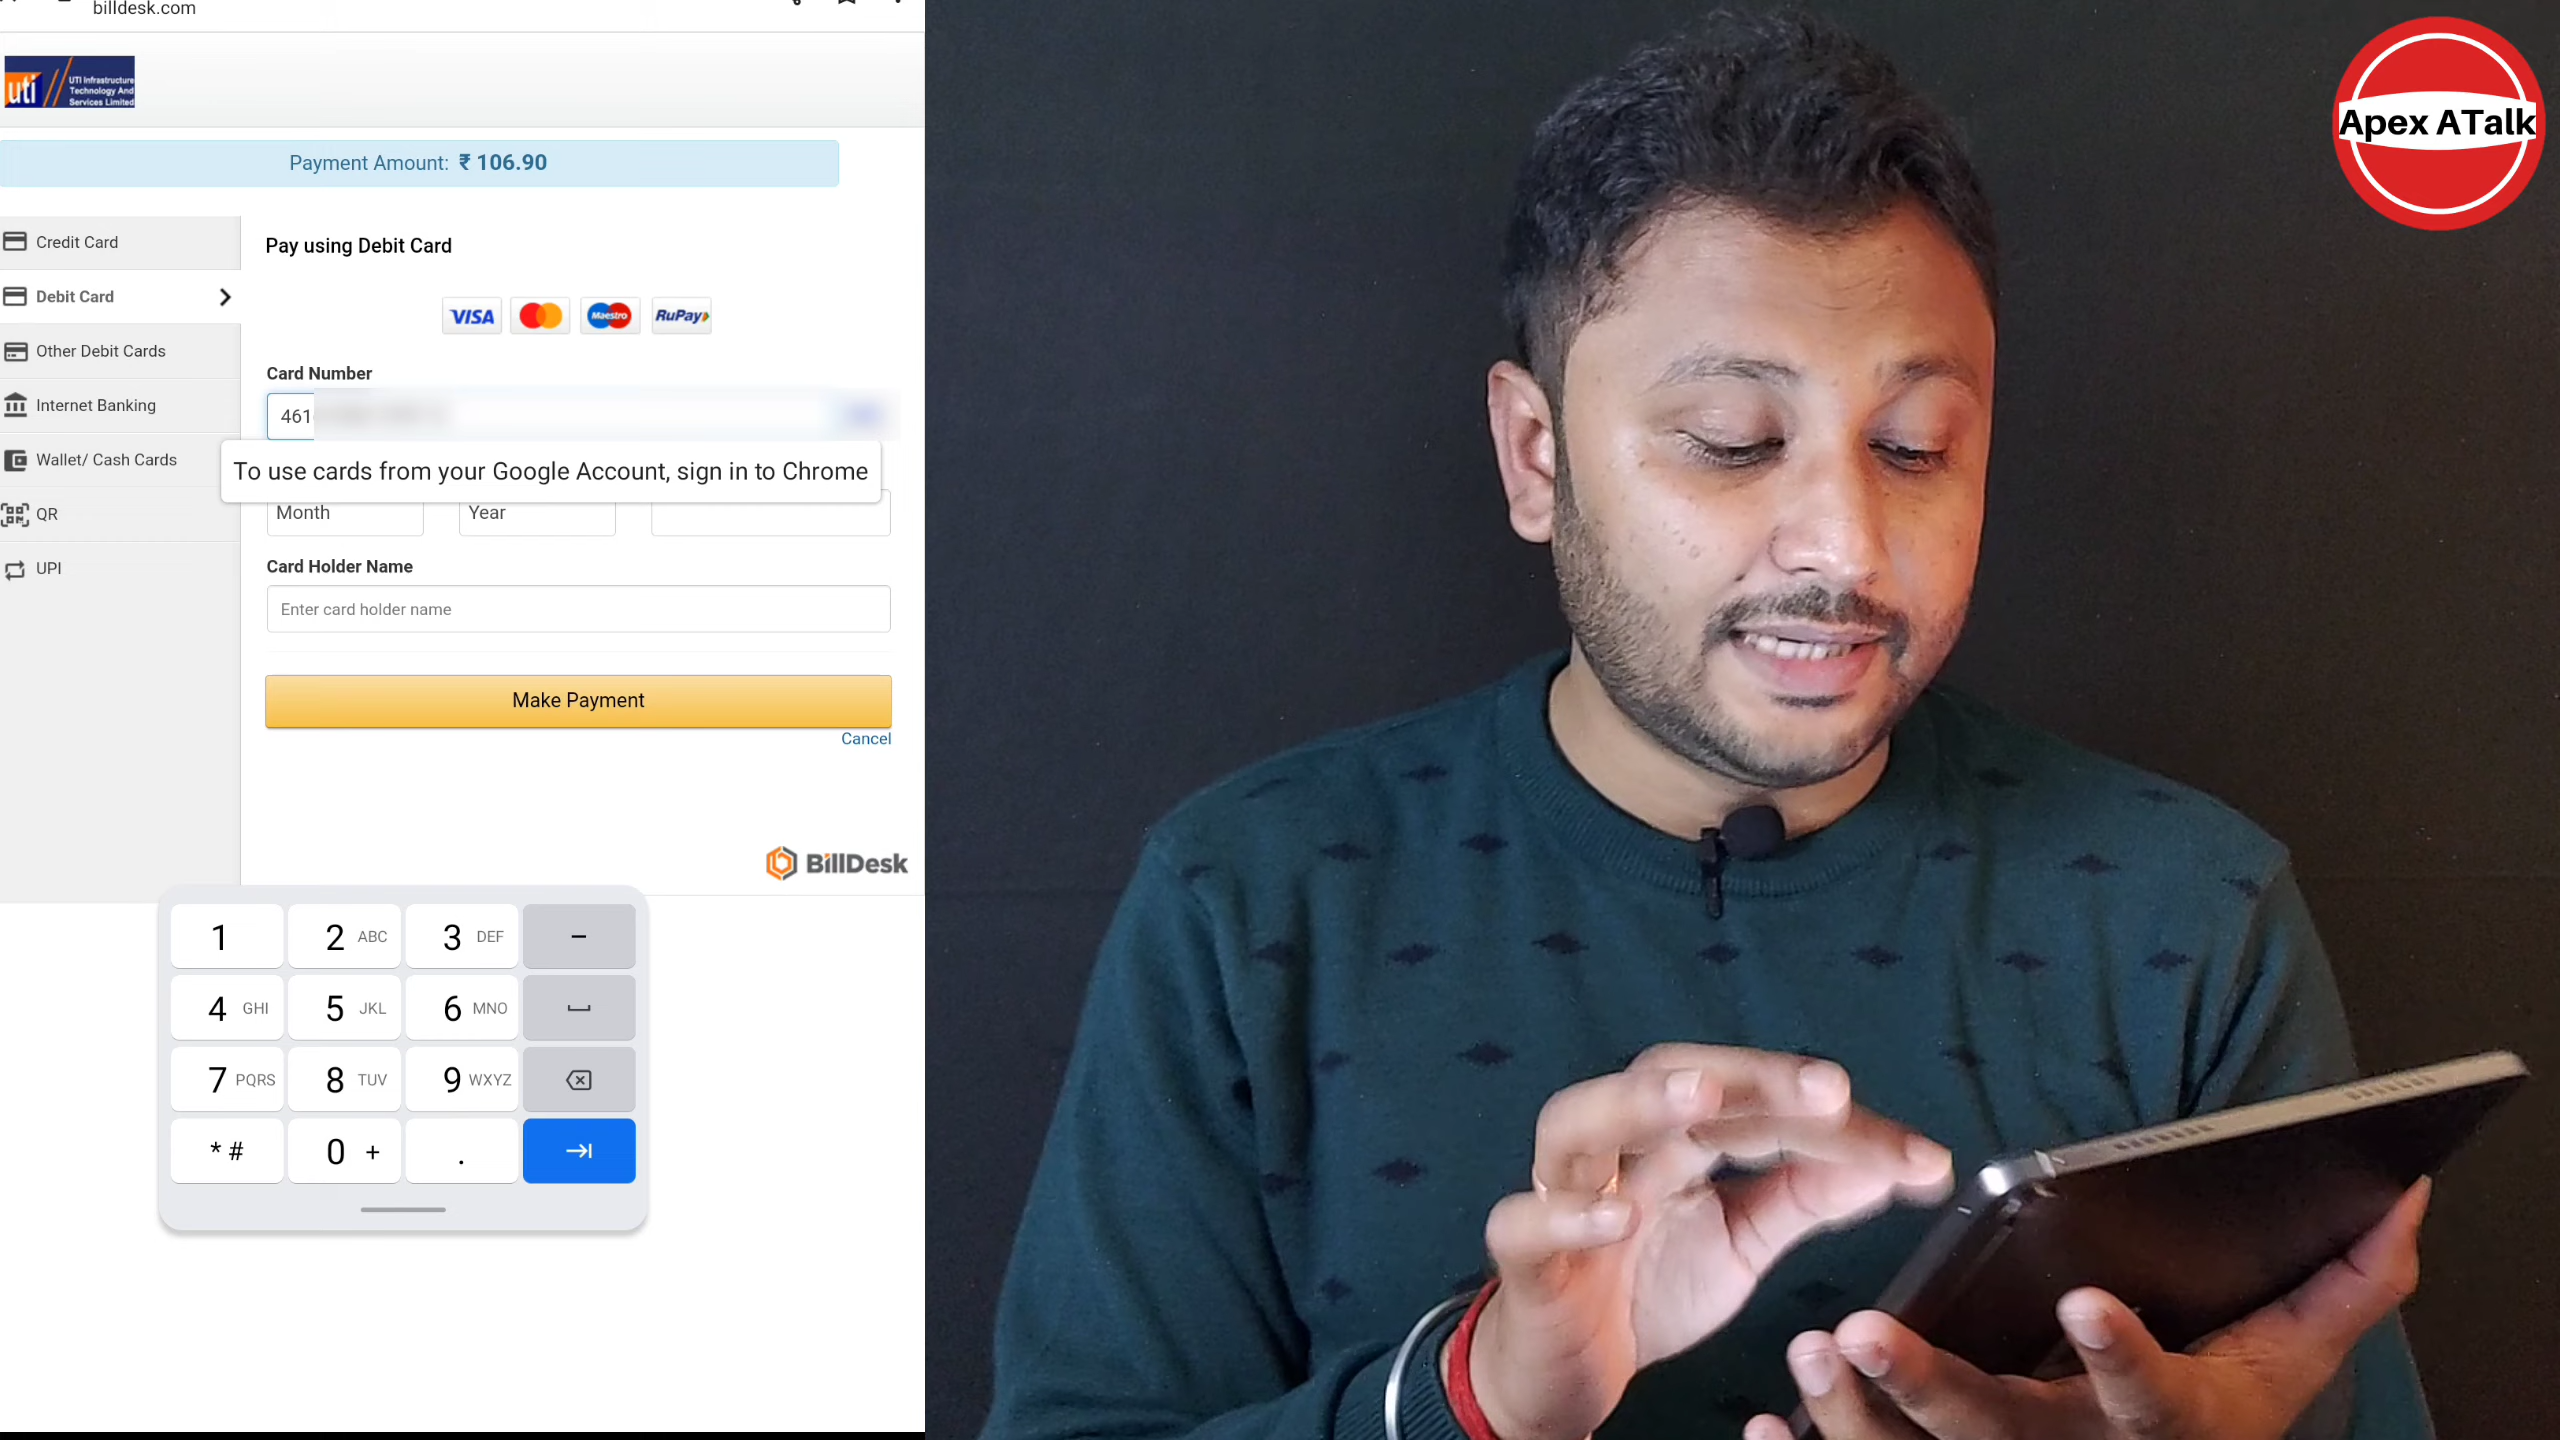 billdesk.com
uti
UTI Infrastructure
Technology And
Services Limited
Apex ATalk
Payment Amount: ₹ 106.90
Credit Card
Debit Card
Other Debit Cards
Internet Banking
Wallet/ Cash Cards
QR
UPI
Pay using Debit Card
VISA
Maestro
RuPay
Card Number
461
To use cards from your Google Account, sign in to Chrome
Month
Year
Card Holder Name
Enter card holder name
Make Payment
Cancel
BillDesk
1
2 ABC
3 DEF
–
4 GHI
5 JKL
6 MNO
7 PQRS
8 TUV
9 WXYZ
* #
0 +
.